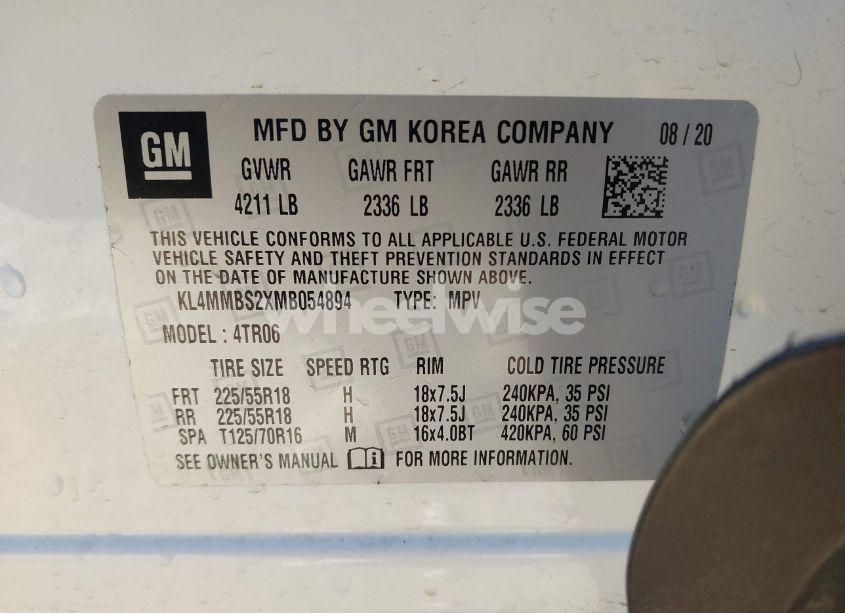 GM MFD BY GM KOREA COMPANY 08 / 20
GVWR GAWR FRT GAWR RR
4211 LB 2336 LB 2336 LB
THIS VEHICLE CONFORMS TO ALL APPLICABLE U.S. FEDERAL MOTOR
VEHICLE SAFETY AND THEFT PREVENTION STANDARDS IN EFFECT
ON THE DATE OF MANUFACTURE SHOWN ABOVE.
KL4MMBS2XMB054894 TYPE: MPV
wheelwise
MODEL : 4TR06
TIRE SIZE SPEED RTG RIM COLD TIRE PRESSURE
FRT 225/55R18 H 18x7.5J 240KPA, 35 PSI
RR 225/55R18 H 18x7.5J 240KPA, 35 PSI
SPA T125/70R16 M 16x4.0BT 420KPA, 60 PSI
SEE OWNER'S MANUAL FOR MORE INFORMATION.